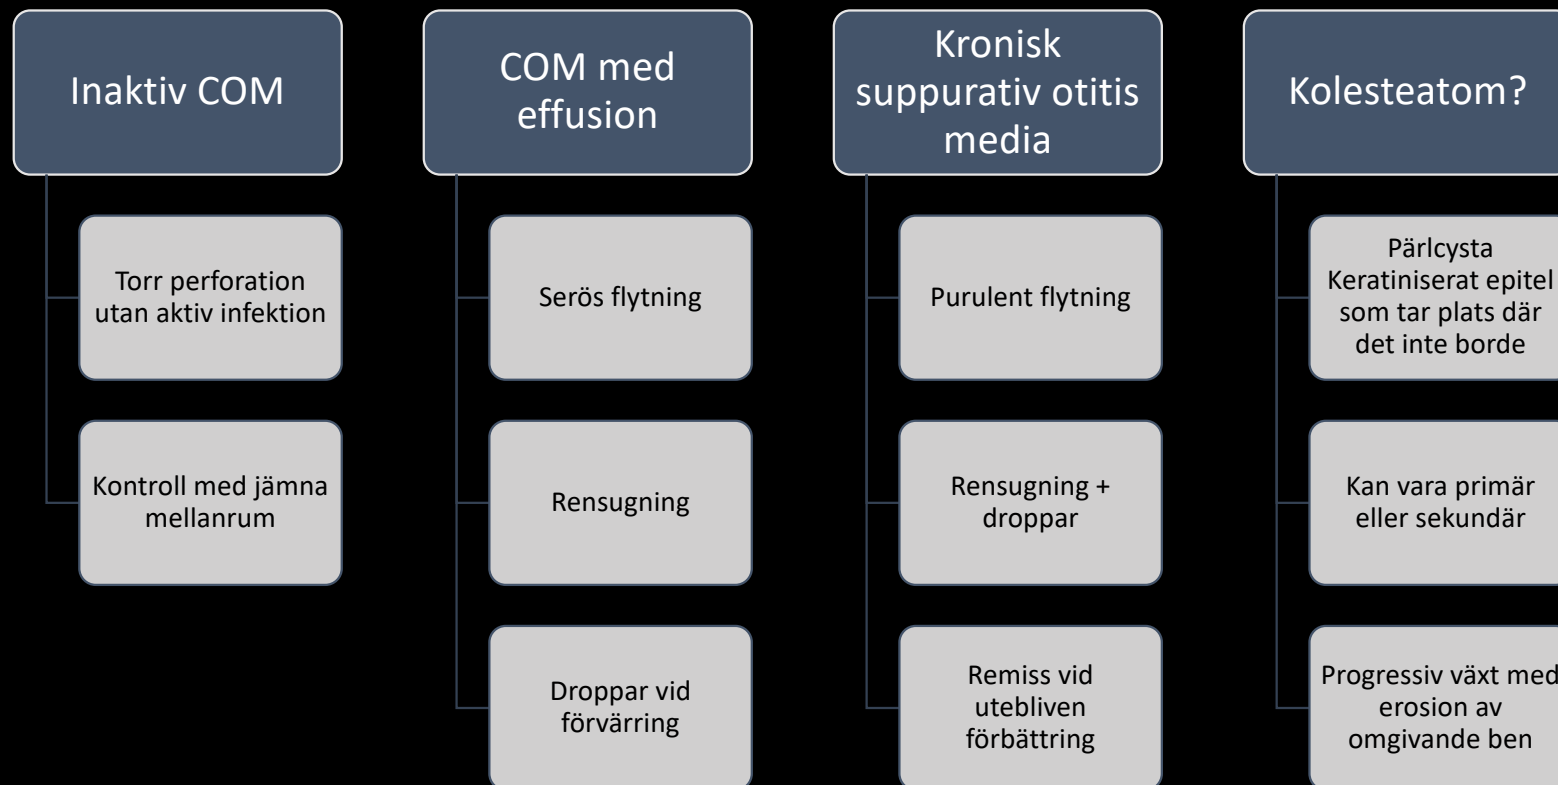 Inaktiv COM
Torr perforation
utan aktiv infektion
Kontroll med jämna
mellanrum
COM med
effusion
Serös flytning
Rensugning
Droppar vid
förvärring
Kronisk
suppurativ otitis
media
Purulent flytning
Rensugning +
droppar
Remiss vid
utebliven
förbättring
Kolesteatom?
Pärlcysta
Keratiniserat epitel
som tar plats där
det inte borde
Kan vara primär
eller sekundär
Progressiv växt med
erosion av
omgivande ben